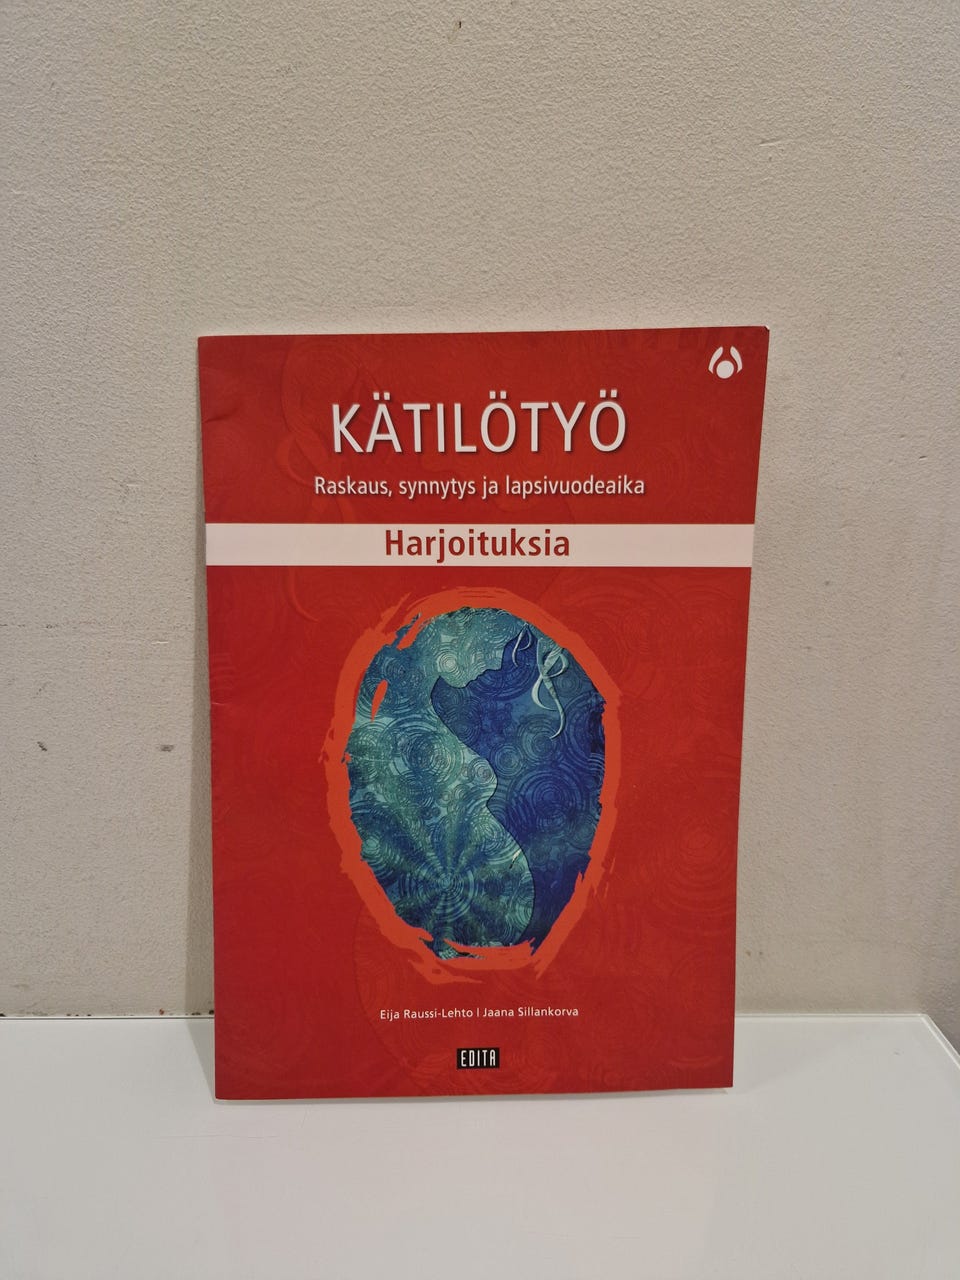 KÄTILÖTYÖ
Raskaus, synnytys ja lapsivuodeaika
Harjoituksia
Eija Raussi-Lehto | Jaana Sillankorva
EDITA